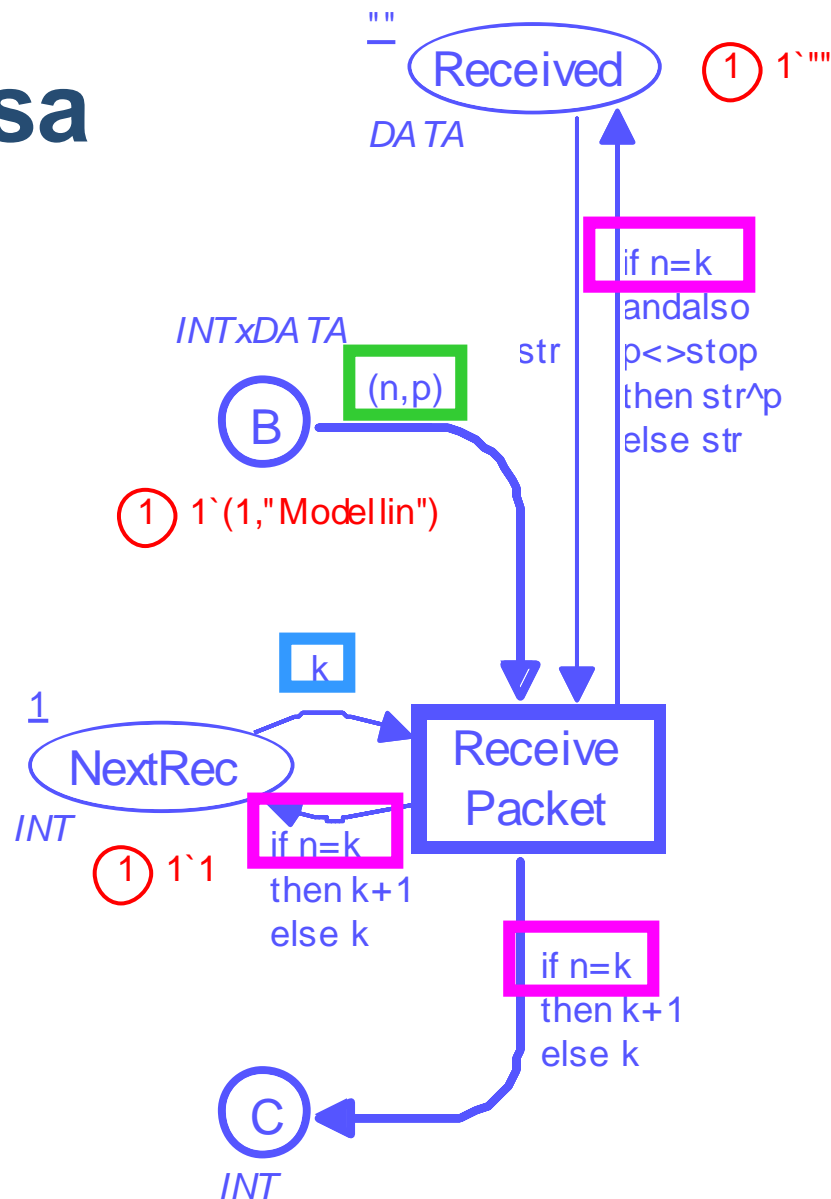 ""
Received
1 1`""
sa
DATA
if n=k
andalso
p<>stop
then str^p
else str
str
INTxDATA
(n,p)
B
1 1`(1,"Modellin")
k
1
NextRec
INT
1 1`1
Receive
Packet
if n=k
then k+1
else k
if n=k
then k+1
else k
C
INT